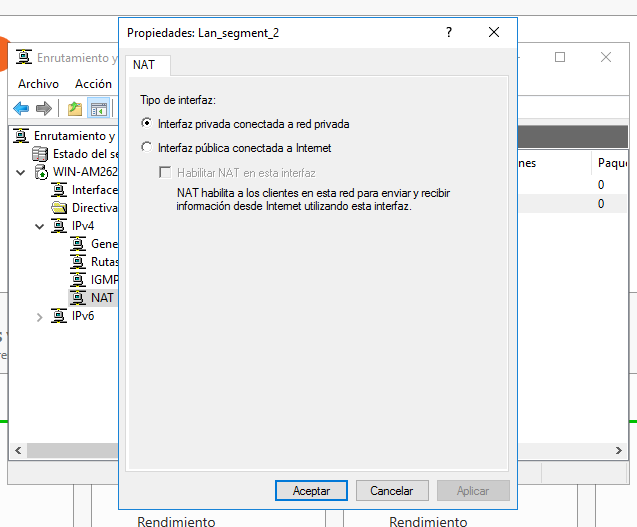 Propiedades: Lan_segment_2
?
NAT
Tipo de interfaz:
Interfaz privada conectada a red privada
Interfaz pública conectada a Internet
Habilitar NAT en esta interfaz
NAT habilita a los clientes en esta red para enviar y recibir
información desde Internet utilizando esta interfaz.
Aceptar
Cancelar
Aplicar
Enrutamiento y
Archivo Acción
Enrutamiento y
Estado del se
WIN-AM262
Interface
Directiva
IPv4
Gene
Rutas
IGMP
NAT
IPv6
nes Paque
0
0
Rendimiento
Rendimiento